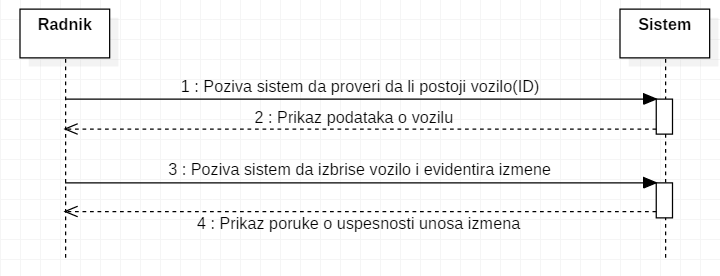 Radnik
Sistem
1 : Poziva sistem da proveri da li postoji vozilo(ID)
2 : Prikaz podataka o vozilu
3 : Poziva sistem da izbrise vozilo i evidentira izmene
4 : Prikaz poruke o uspesnosti unosa izmena